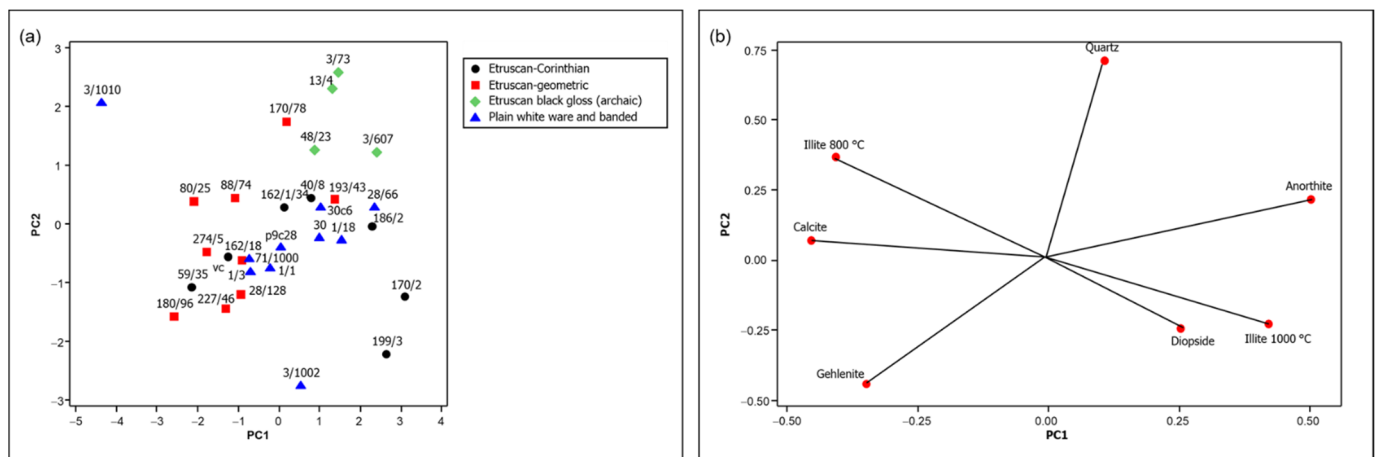 (a)
3
2
1
0
−1
−2
−3
PC2
−5 −4 −3 −2 −1 0 1 2 3 4
PC1
3/73
13/4
3/1010
170/78
48/23
3/607
80/25
88/74
162/1/34
40/8
193/43
28/66
30c6
186/2
274/5
162/18
p9c28
30
1/18
vc
71/1000
59/35
1/3
1/1
170/2
180/96
227/46
28/128
199/3
3/1002
Etruscan-Corinthian
Etruscan-geometric
Etruscan black gloss (archaic)
Plain white ware and banded
(b)
0.75
0.50
0.25
0.00
−0.25
−0.50
PC2
−0.50 −0.25 0.00 0.25 0.50
PC1
Quartz
Illite 800 °C
Anorthite
Calcite
Diopside
Illite 1000 °C
Gehlenite